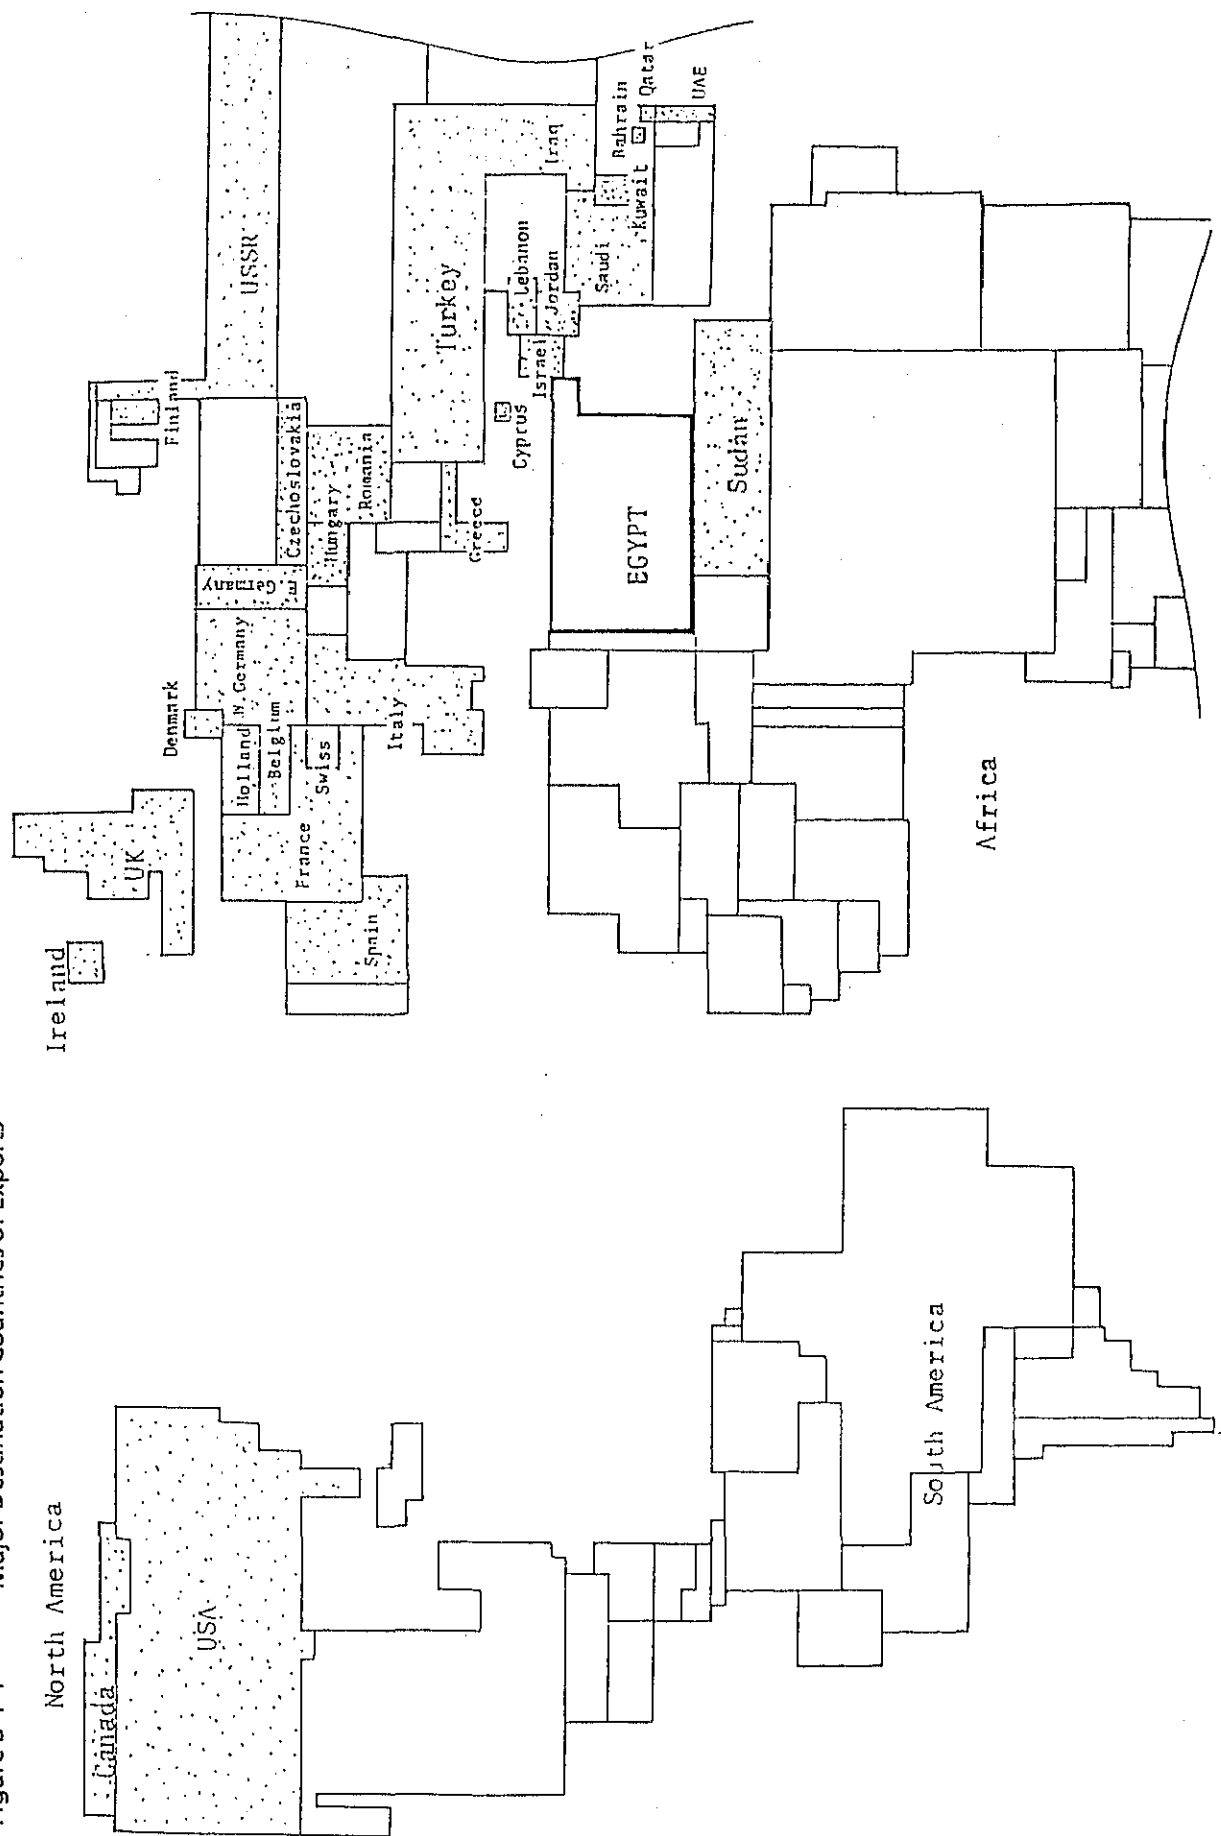 Major Destination Countries of Exports
North America
Canada
USA
South America
Ireland
UK
Denmark
Holland
W. Germany
E. Germany
Belgium
France
Swiss
Spain
Italy
Finland
USSR
Czechoslovakia
Hungary
Romania
Greece
Turkey
Cyprus
Israel
Lebanon
Jordan
Iraq
Saudi
Kuwait
Bahrain
Qatar
UAE
EGYPT
Sudan
Africa